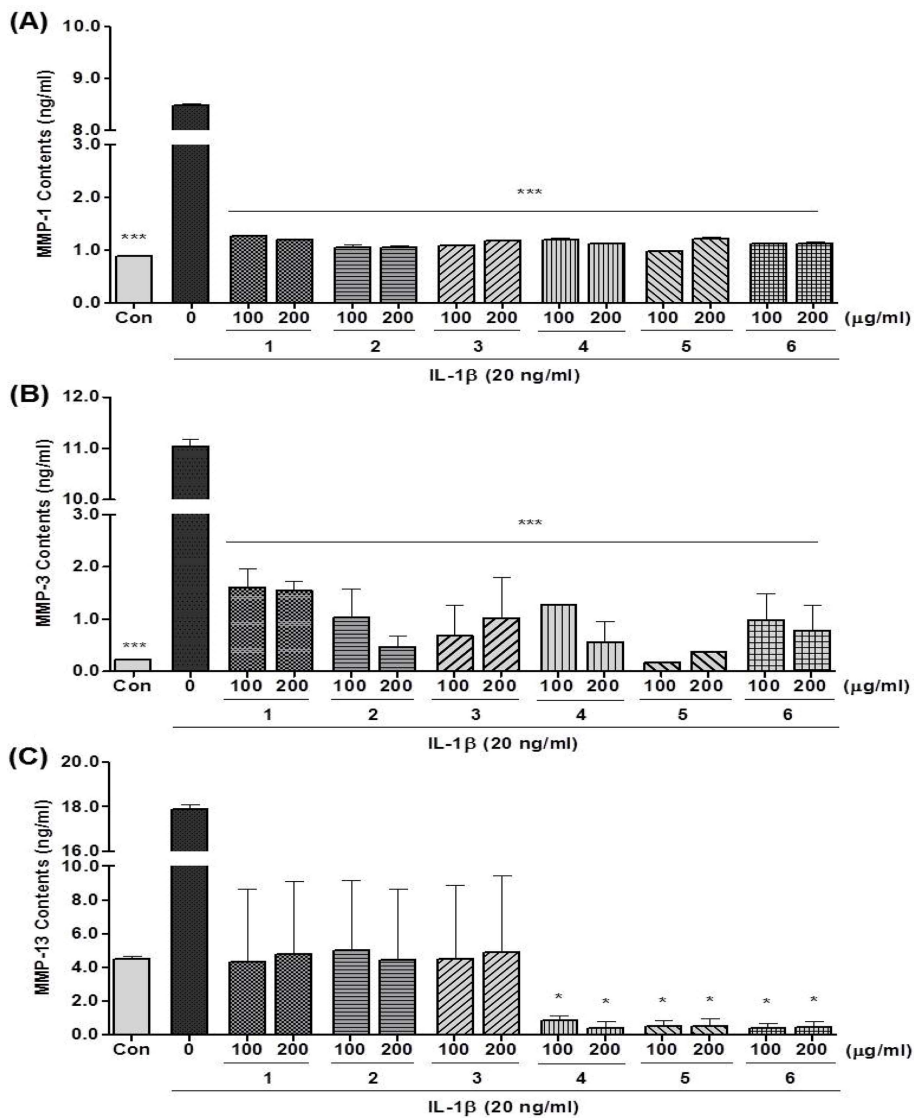 (A)
MMP-1 Contents (ng/ml)
10.0
9.0
8.0
3.0
2.0
1.0
0.0
***
***
Con 0 100 200 100 200 100 200 100 200 100 200 100 200 (μg/ml)
1 2 3 4 5 6
IL-1β (20 ng/ml)
(B)
MMP-3 Contents (ng/ml)
12.0
11.0
10.0
3.0
2.0
1.0
0.0
***
***
Con 0 100 200 100 200 100 200 100 200 100 200 100 200 (μg/ml)
1 2 3 4 5 6
IL-1β (20 ng/ml)
(C)
MMP-13 Contents (ng/ml)
20.0
18.0
16.0
10.0
8.0
6.0
4.0
2.0
0.0
* * * * * *
Con 0 100 200 100 200 100 200 100 200 100 200 100 200 (μg/ml)
1 2 3 4 5 6
IL-1β (20 ng/ml)